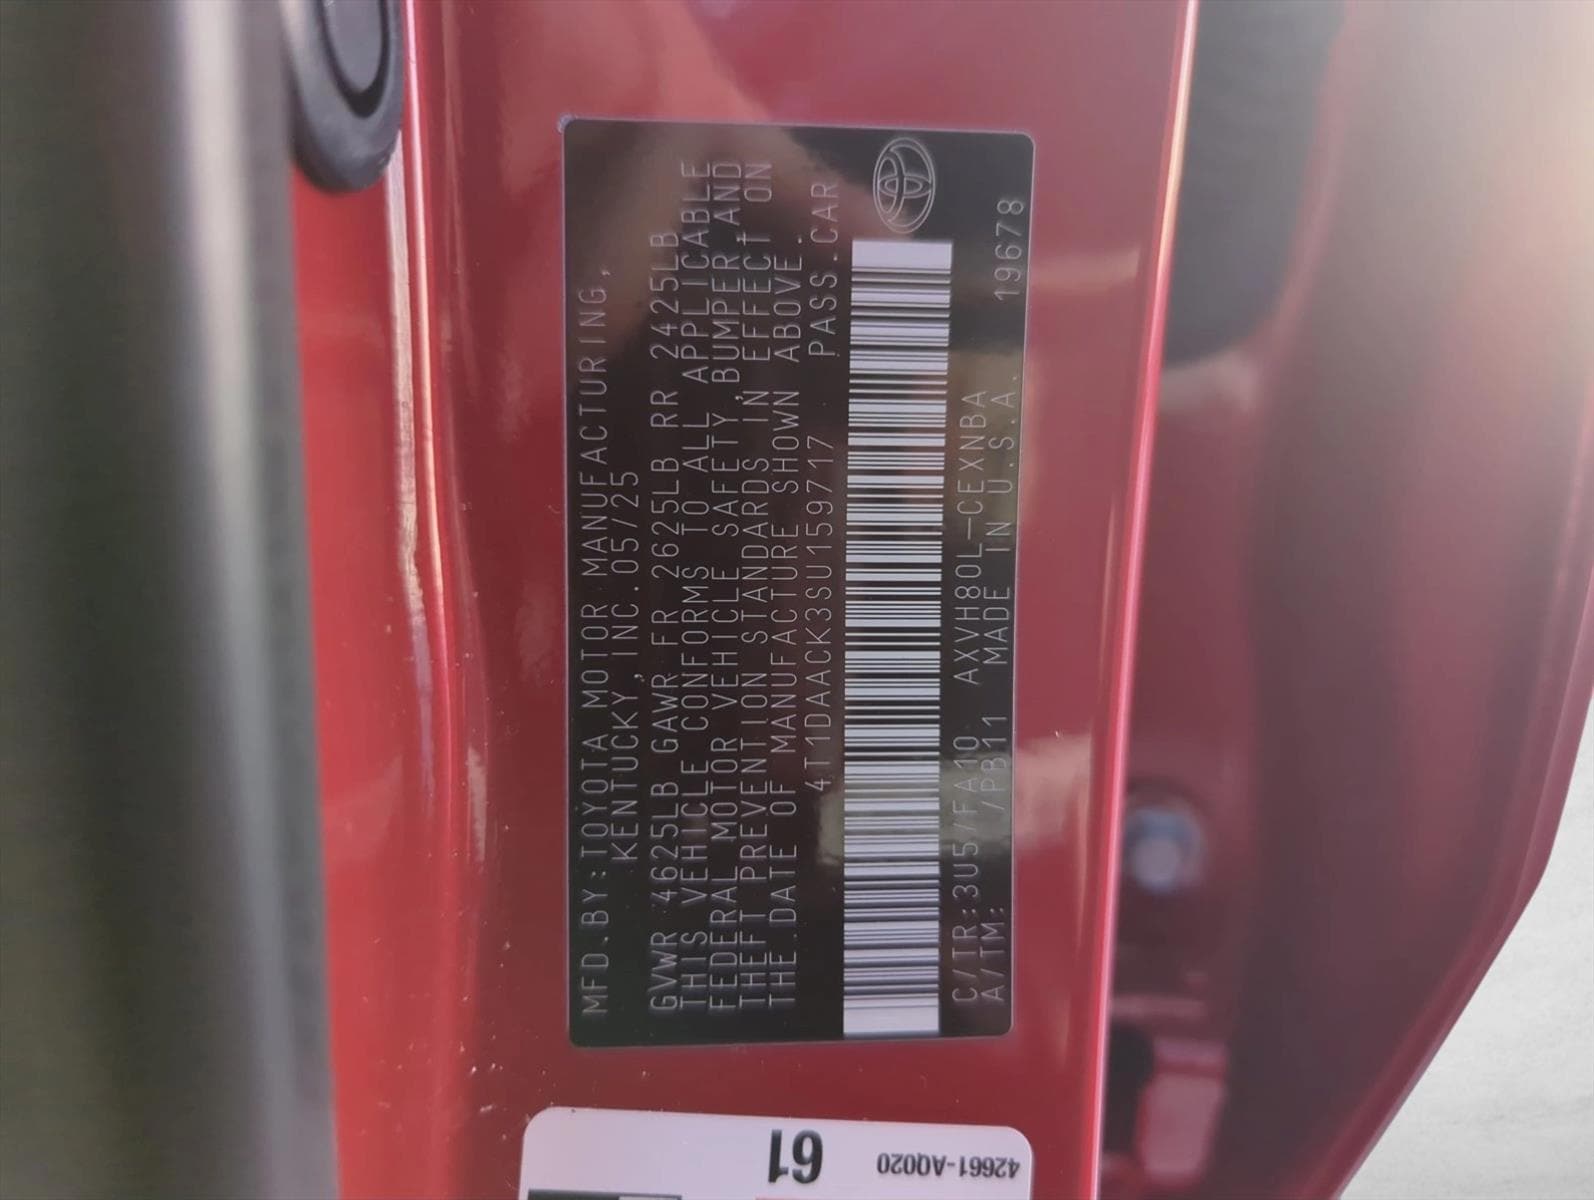 MFD.BY:TOYOTA MOTOR MANUFACTURING,
KENTUCKY,INC.05/25
GVWR 4625LB GAWR FR 2625LB RR 2425LB
THIS VEHICLE CONFORMS TO ALL APPLICABLE
FEDERAL MOTOR VEHICLE SAFETY,BUMPER,AND
THEFT PREVENTION STANDARDS IN EFFECT ON
THE DATE OF MANUFACTURE SHOWN ABOVE.
4T1DAACK3SU159717 PASS.CAR
C/TR:3U5/FA10 AXVH80L-CEXNBA
A/TM: /PB11 MADE IN U.S.A. 19678
61 42661-AQ020